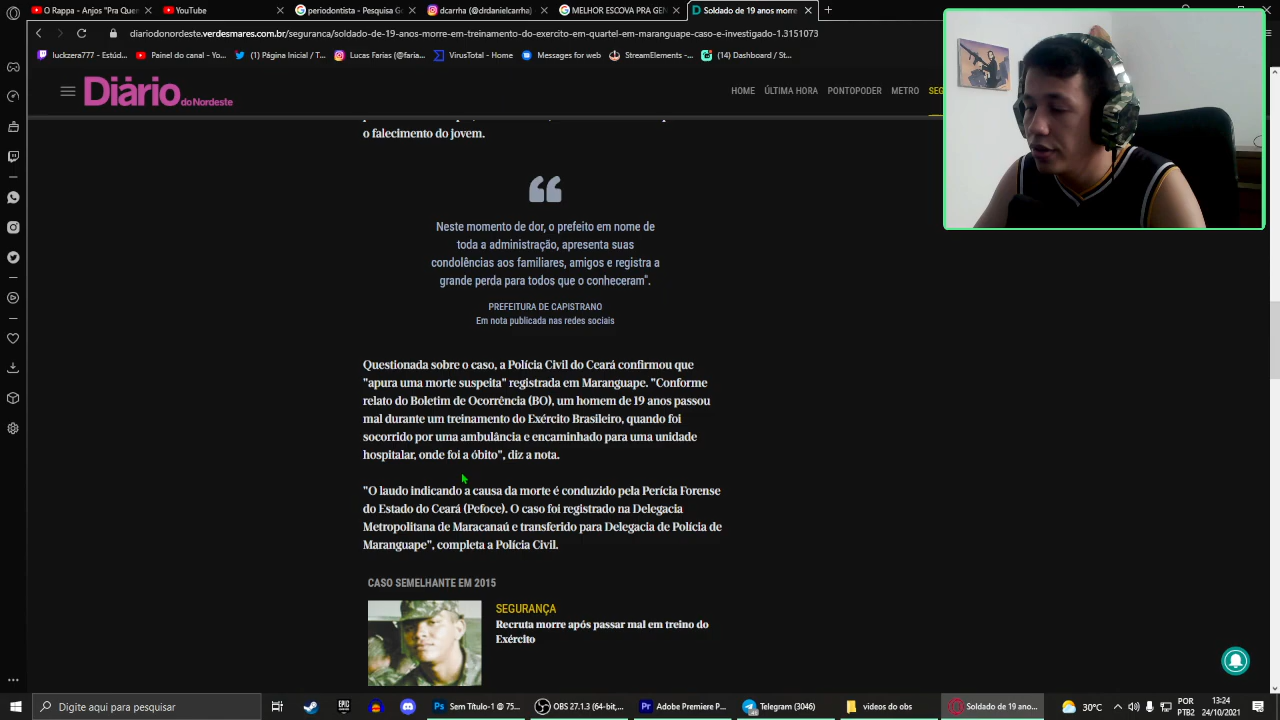 O Rappa - Anjos "Pra Quer
YouTube
periodontista - Pesquisa Go
dcarrha (@drdanielcarrha)
MELHOR ESCOVA PRA GEN
Soldado de 19 anos morre
diariodonordeste.verdesmares.com.br/seguranca/soldado-de-19-anos-morre-em-treinamento-do-exercito-em-quartel-em-maranguape-caso-e-investigado-1.3151073
luckzera777 - Estúd...
Painel do canal - Yo...
(1) Página Inicial / T...
Lucas Farias (@faria...
VirusTotal - Home
Messages for web
StreamElements -...
(14) Dashboard / St...
Diário do Nordeste
HOME
ÚLTIMA HORA
PONTOPODER
METRO
SEG
o falecimento do jovem.
Neste momento de dor, o prefeito em nome de
toda a administração, apresenta suas
condolências aos familiares, amigos e registra a
grande perda para todos que o conheceram".
PREFEITURA DE CAPISTRANO
Em nota publicada nas redes sociais
Questionada sobre o caso, a Polícia Civil do Ceará confirmou que
"apura uma morte suspeita" registrada em Maranguape. "Conforme
relato do Boletim de Ocorrência (BO), um homem de 19 anos passou
mal durante um treinamento do Exército Brasileiro, quando foi
socorrido por uma ambulância e encaminhado para uma unidade
hospitalar, onde foi a óbito", diz a nota.
"O laudo indicando a causa da morte é conduzido pela Perícia Forense
do Estado do Ceará (Pefoce). O caso foi registrado na Delegacia
Metropolitana de Maracanaú e transferido para Delegacia de Polícia de
Maranguape", completa a Polícia Civil.
CASO SEMELHANTE EM 2015
SEGURANÇA
Recruta morre após passar mal em treino do
Exército
Digite aqui para pesquisar
Sem Título-1 @ 75...
OBS 27.1.3 (64-bit,...
Adobe Premiere P...
Telegram (3046)
videos do obs
Soldado de 19 ano...
30°C
POR
PTB2
13:24
24/10/2021